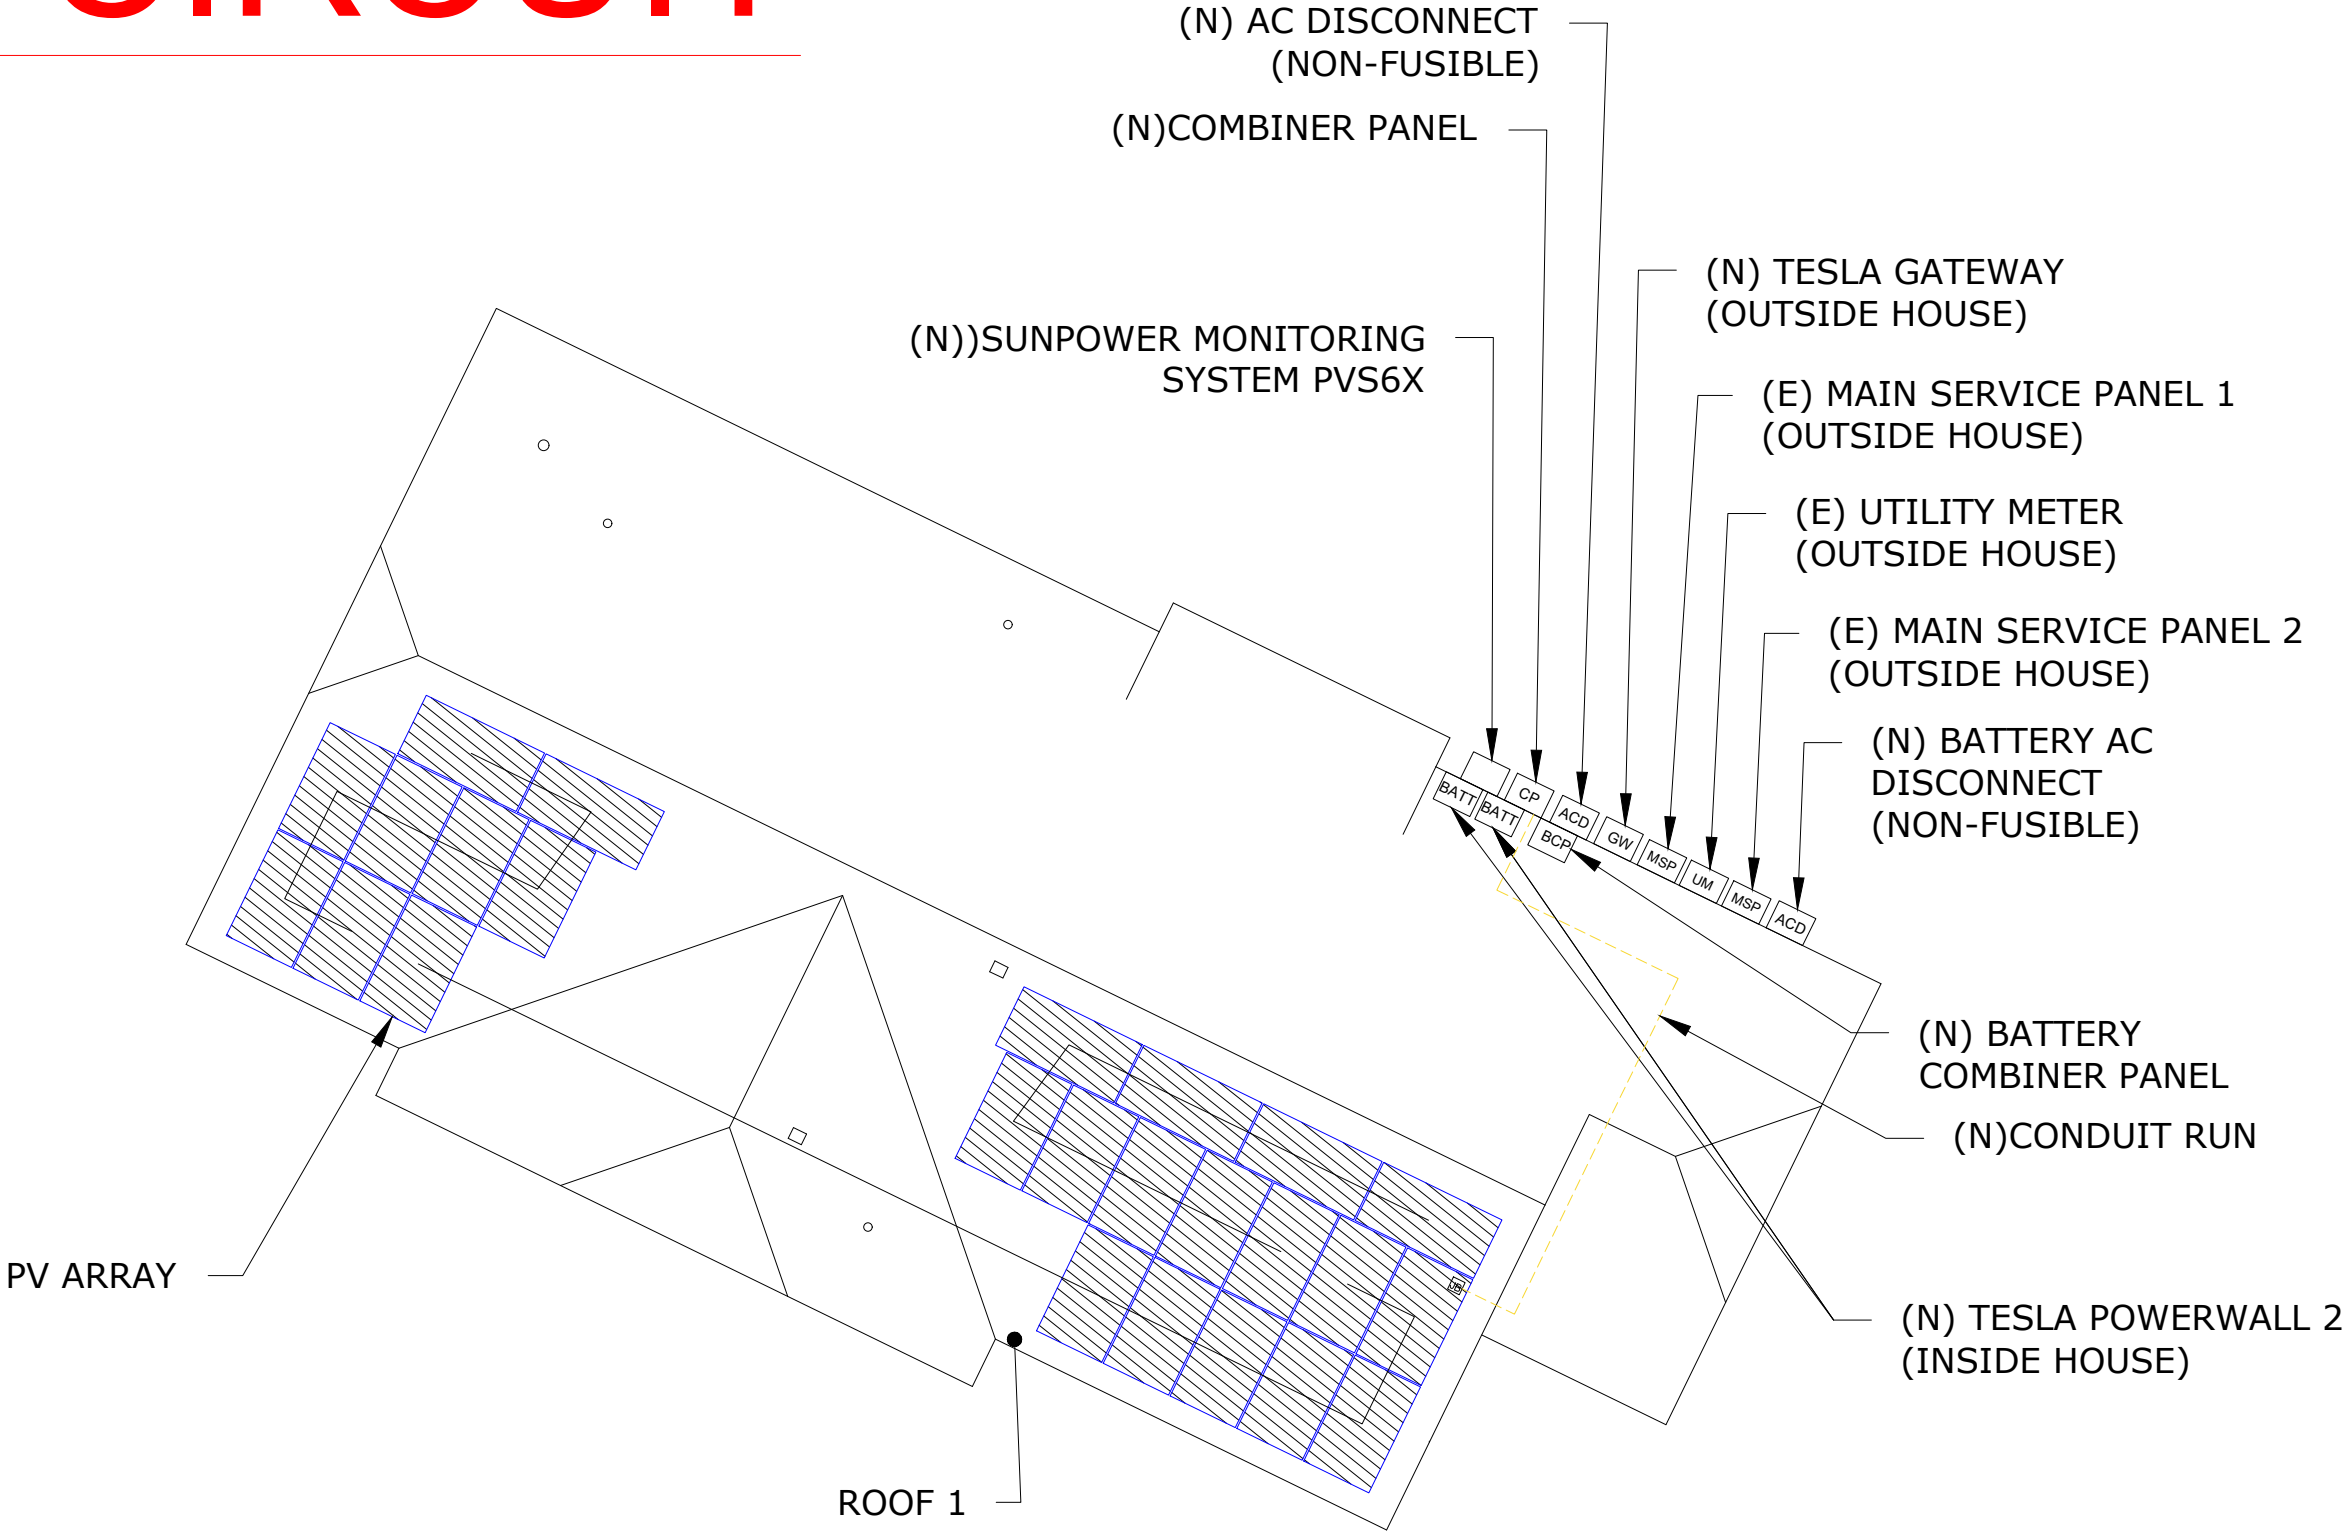 (N) AC DISCONNECT
(NON-FUSIBLE)
(N)COMBINER PANEL
(N) TESLA GATEWAY
(OUTSIDE HOUSE)
(N))SUNPOWER MONITORING
SYSTEM PVS6X
(E) MAIN SERVICE PANEL 1
(OUTSIDE HOUSE)
(E) UTILITY METER
(OUTSIDE HOUSE)
(E) MAIN SERVICE PANEL 2
(OUTSIDE HOUSE)
(N) BATTERY AC
DISCONNECT
(NON-FUSIBLE)
BATT
BATT
CP
ACD
BCP
GW
MSP
UM
MSP
ACD
(N) BATTERY
COMBINER PANEL
(N)CONDUIT RUN
PV ARRAY
JB
(N) TESLA POWERWALL 2
(INSIDE HOUSE)
ROOF 1